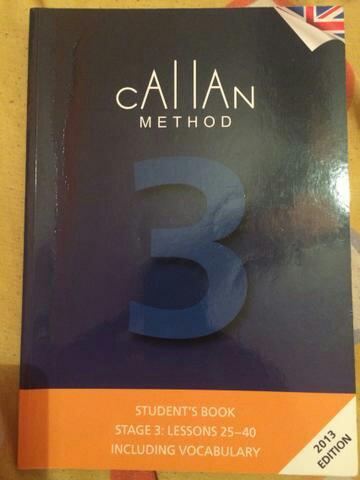 cAllAN
METHOD
3
STUDENT'S BOOK
STAGE 3: LESSONS 25–40
INCLUDING VOCABULARY
2013
EDITION